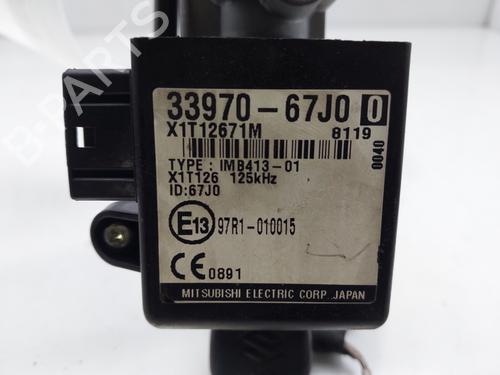 33970-67J0 0
X1T12671M 8119
0040
TYPE : IMB413-01
X1T126 125kHz
ID:67J0
E13 97R1-010015
CE 0891
MITSUBISHI ELECTRIC CORP. JAPAN
B-PARTS